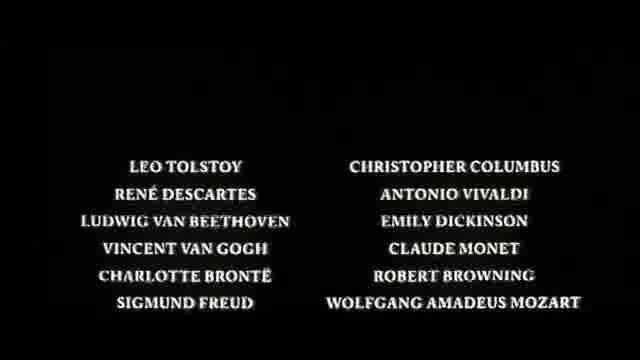 LEO TOLSTOY
RENÉ DESCARTES
LUDWIG VAN BEETHOVEN
VINCENT VAN GOGH
CHARLOTTE BRONTË
SIGMUND FREUD
CHRISTOPHER COLUMBUS
ANTONIO VIVALDI
EMILY DICKINSON
CLAUDE MONET
ROBERT BROWNING
WOLFGANG AMADEUS MOZART